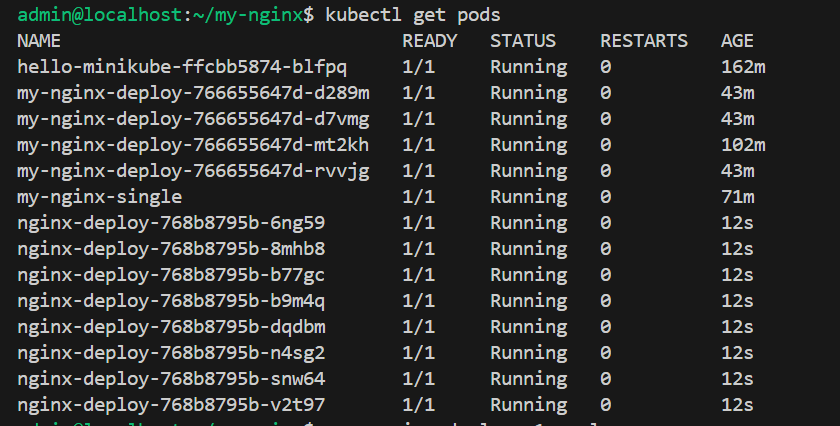 admin@localhost:~/my-nginx$ kubectl get pods
NAME READY STATUS RESTARTS AGE
hello-minikube-ffcbb5874-blfpq 1/1 Running 0 162m
my-nginx-deploy-766655647d-d289m 1/1 Running 0 43m
my-nginx-deploy-766655647d-d7vmg 1/1 Running 0 43m
my-nginx-deploy-766655647d-mt2kh 1/1 Running 0 102m
my-nginx-deploy-766655647d-rvvjg 1/1 Running 0 43m
my-nginx-single 1/1 Running 0 71m
nginx-deploy-768b8795b-6ng59 1/1 Running 0 12s
nginx-deploy-768b8795b-8mhb8 1/1 Running 0 12s
nginx-deploy-768b8795b-b77gc 1/1 Running 0 12s
nginx-deploy-768b8795b-b9m4q 1/1 Running 0 12s
nginx-deploy-768b8795b-dqdbm 1/1 Running 0 12s
nginx-deploy-768b8795b-n4sg2 1/1 Running 0 12s
nginx-deploy-768b8795b-snw64 1/1 Running 0 12s
nginx-deploy-768b8795b-v2t97 1/1 Running 0 12s